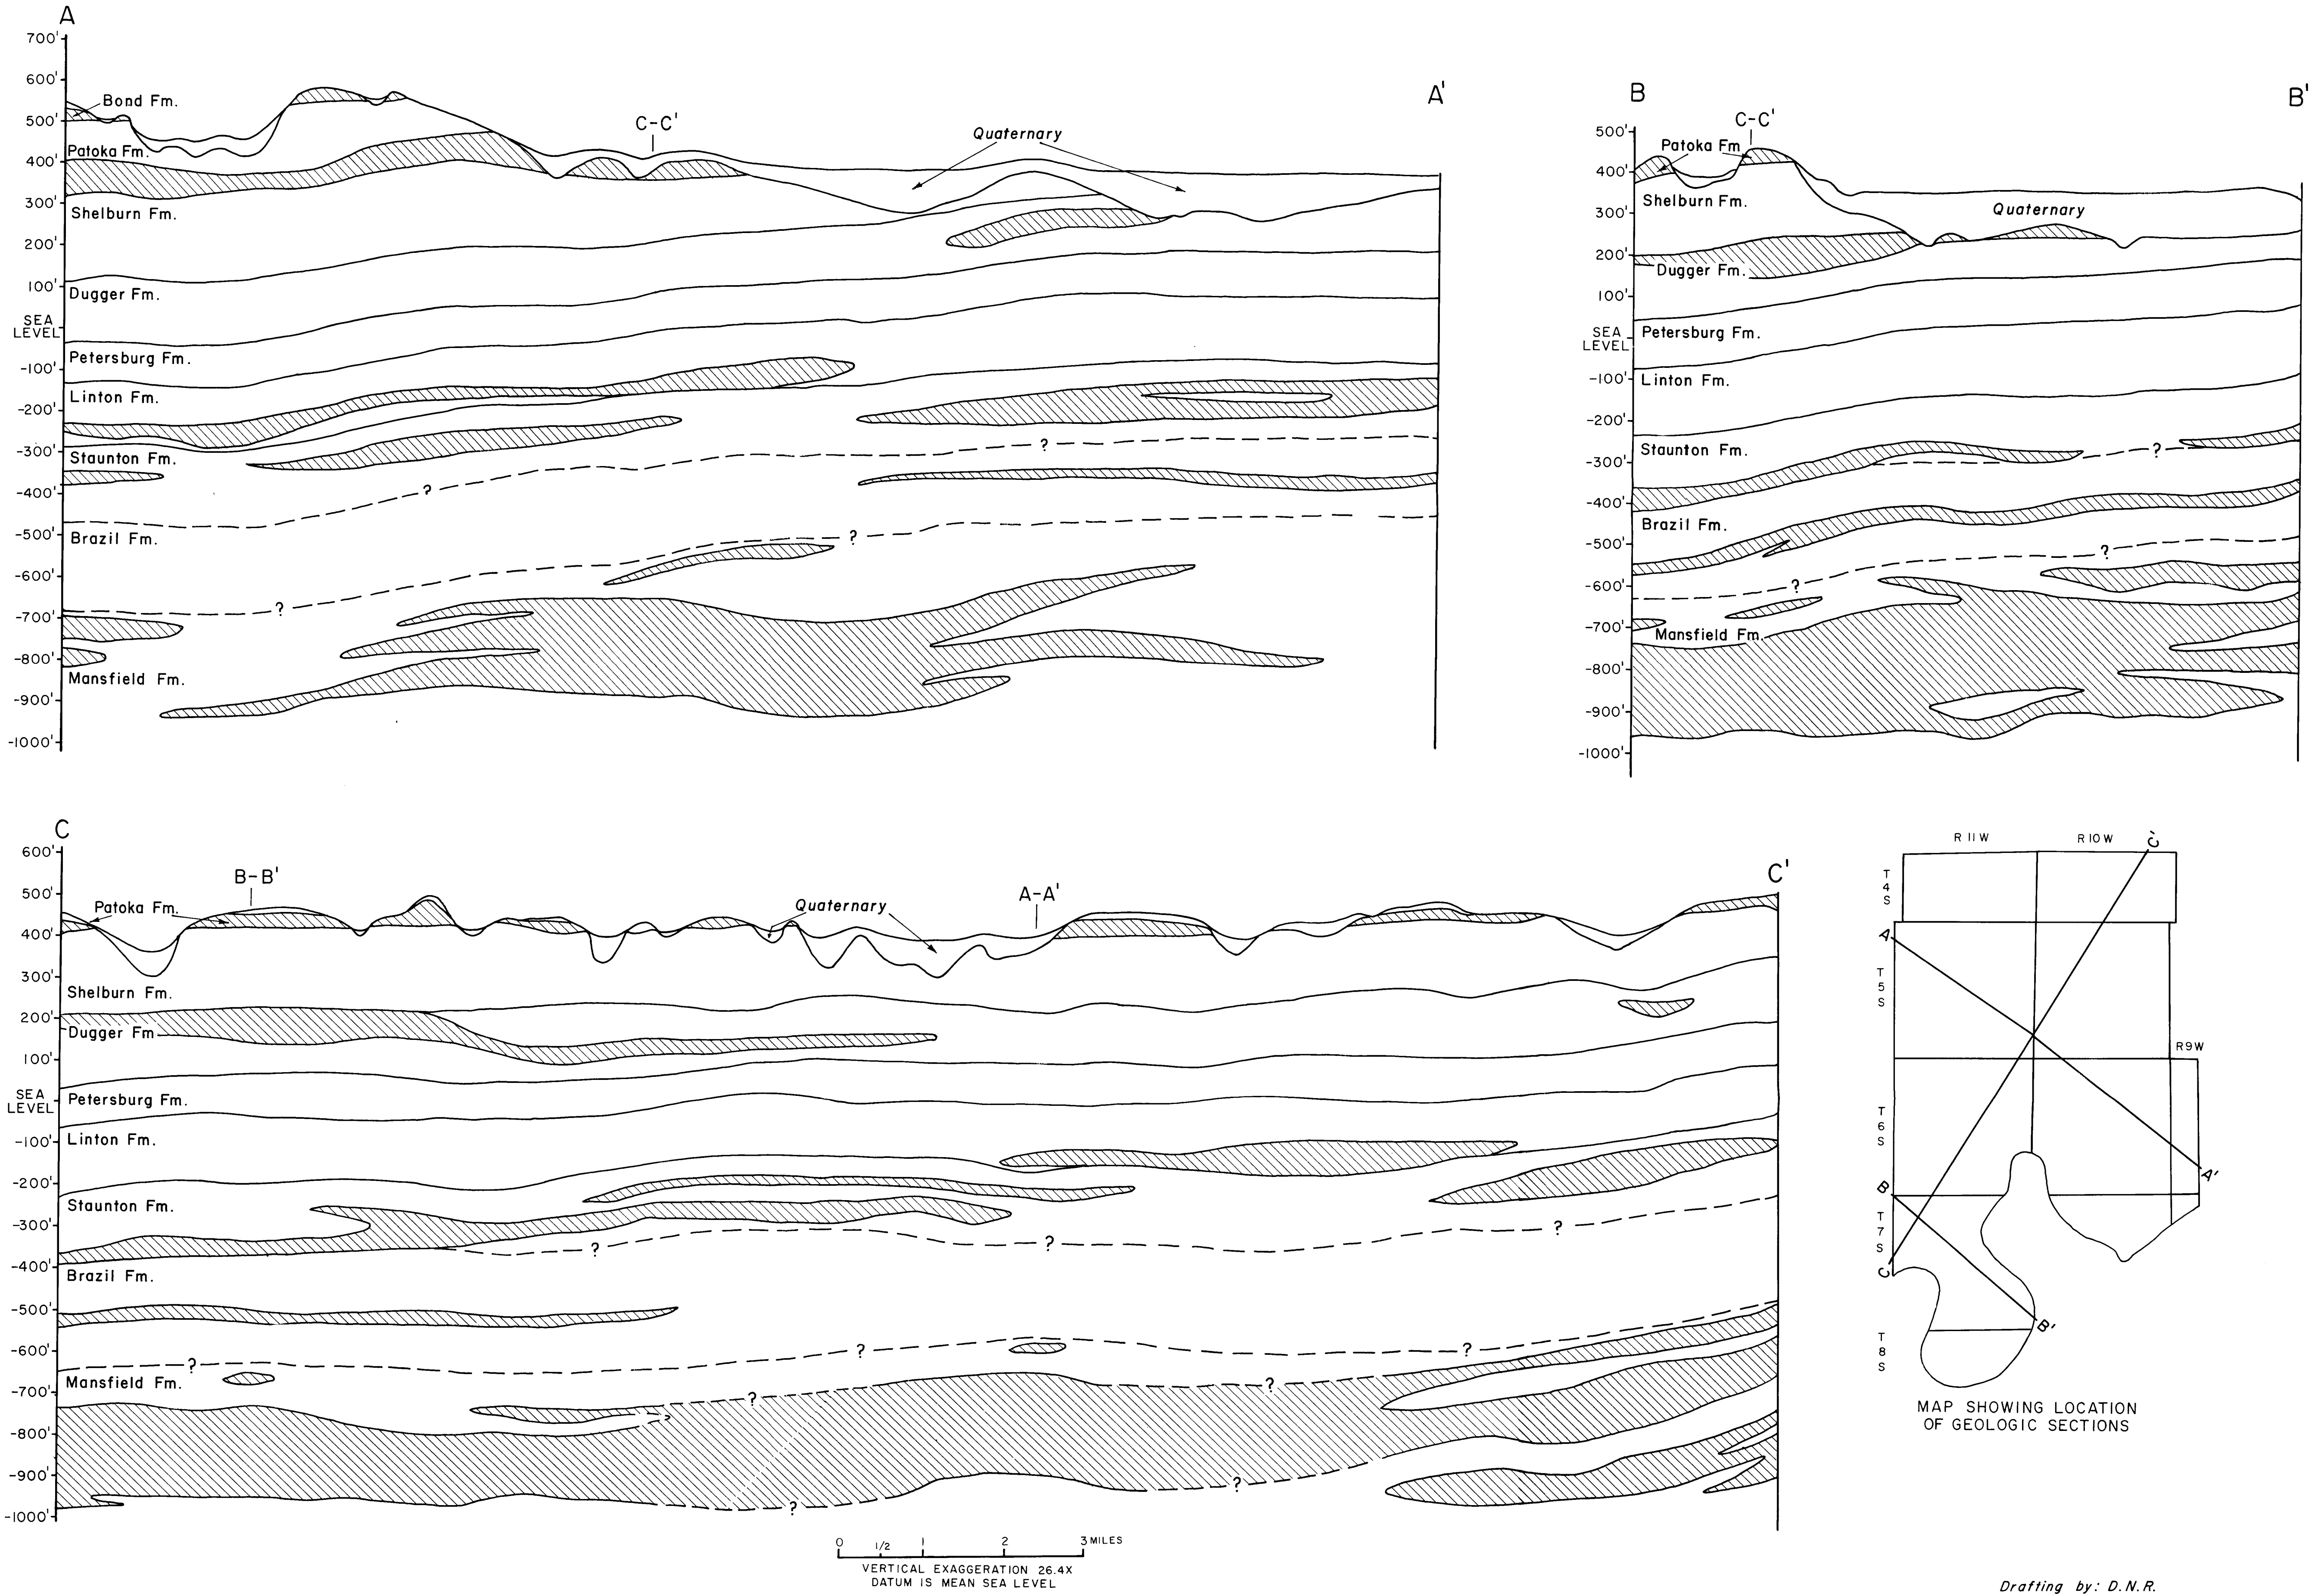 A
700'
600'
500'
400'
300'
200'
100'
SEA
LEVEL
-100'
-200'
-300'
-400'
-500'
-600'
-700'
-800'
-900'
-1000'
Bond Fm.
Patoka Fm.
Shelburn Fm.
Dugger Fm.
Petersburg Fm.
Linton Fm.
Staunton Fm.
Brazil Fm.
Mansfield Fm.
C-C'
Quaternary
?
?
?
?
A'
B
500'
400'
300'
200'
100'
SEA
LEVEL
-100'
-200'
-300'
-400'
-500'
-600'
-700'
-800'
-900'
-1000'
C-C'
Patoka Fm.
Shelburn Fm.
Quaternary
Dugger Fm.
Petersburg Fm.
Linton Fm.
Staunton Fm.
?
Brazil Fm.
?
?
Mansfield Fm.
B'
C
600'
500'
400'
300'
200'
100'
SEA
LEVEL
-100'
-200'
-300'
-400'
-500'
-600'
-700'
-800'
-900'
-1000'
B-B'
Patoka Fm.
Quaternary
A-A'
Shelburn Fm.
Dugger Fm
Petersburg Fm.
Linton Fm.
Staunton Fm.
?
?
?
Brazil Fm.
?
?
?
Mansfield Fm.
?
?
?
?
C'
0 1/2 1 2 3 MILES
VERTICAL EXAGGERATION 26.4X
DATUM IS MEAN SEA LEVEL
R 11 W
R 10 W
C'
T
4
S
A
T
5
S
R 9 W
T
6
S
A'
B
T
7
S
C
B'
T
8
S
MAP SHOWING LOCATION
OF GEOLOGIC SECTIONS
Drafting by: D.N.R.